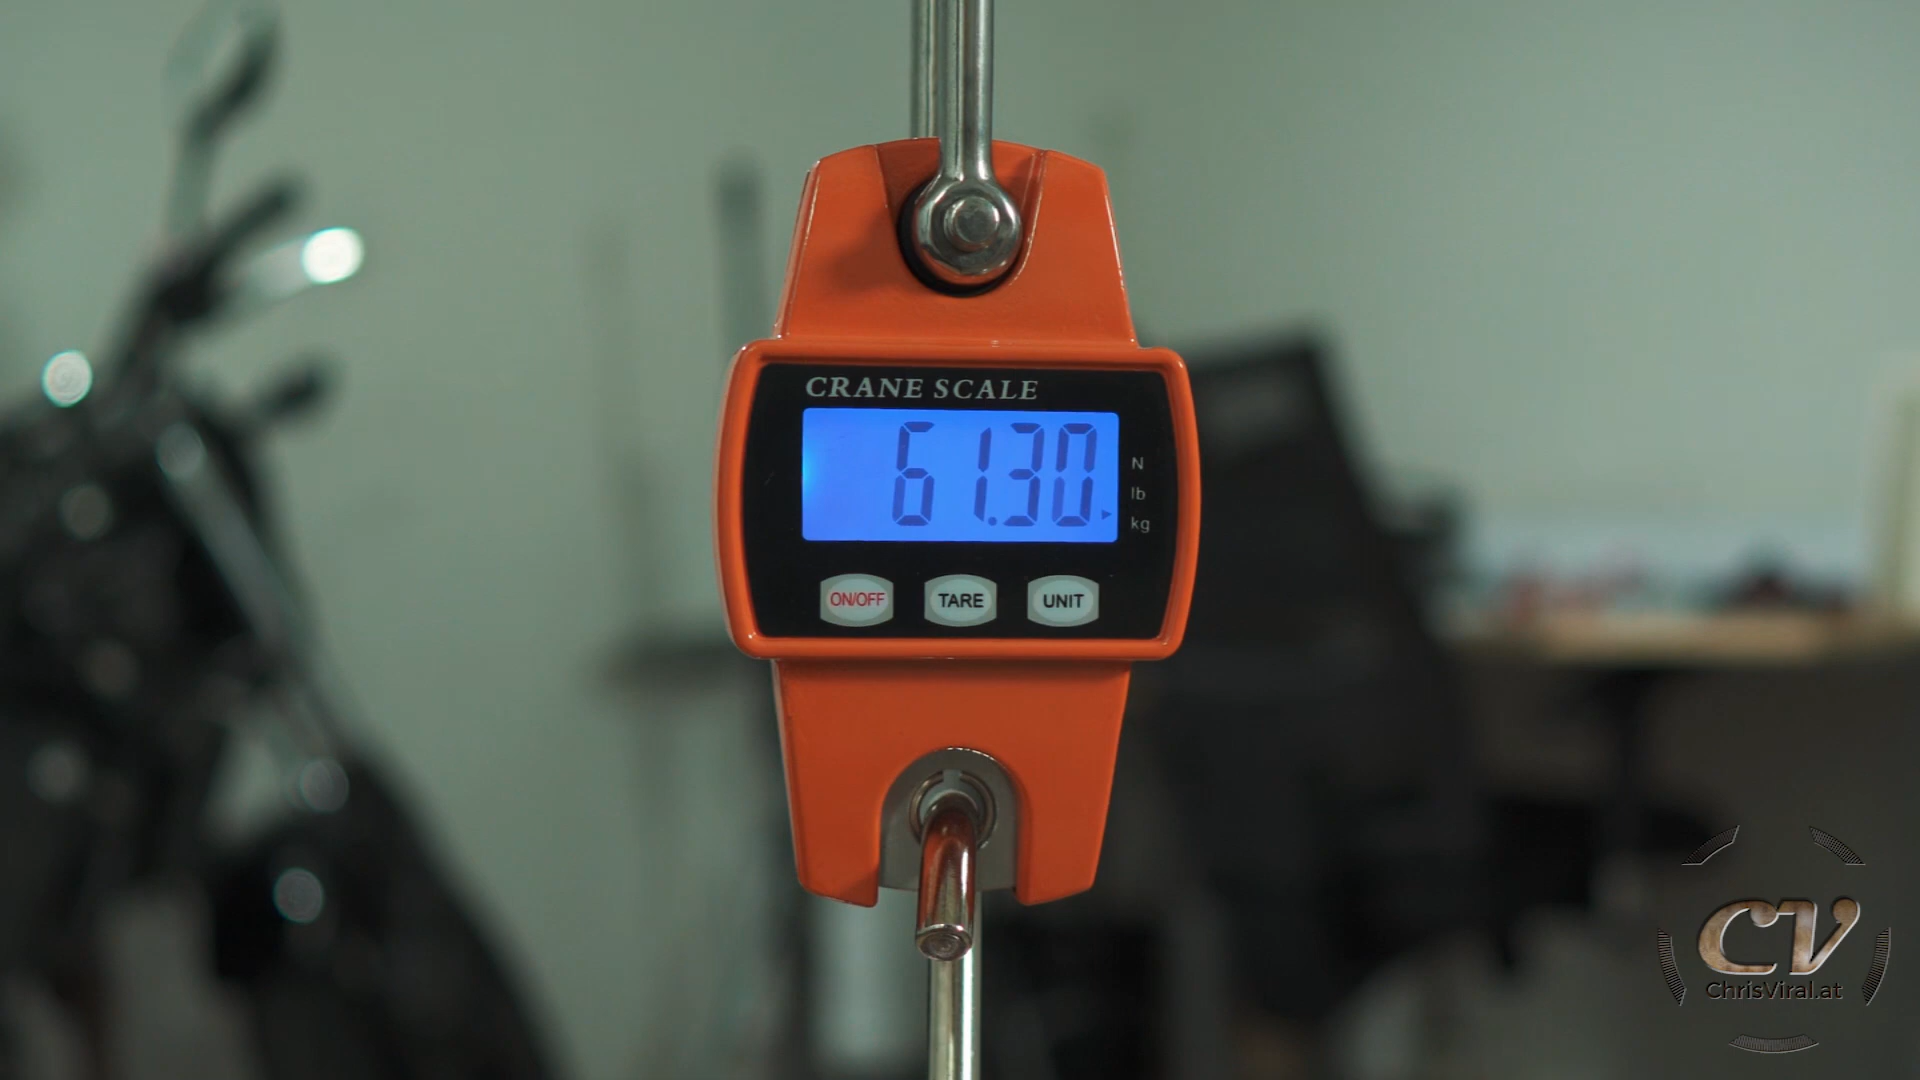 CRANE SCALE
61.30
N
lb
kg
ON/OFF
TARE
UNIT
CV
ChrisViral.at